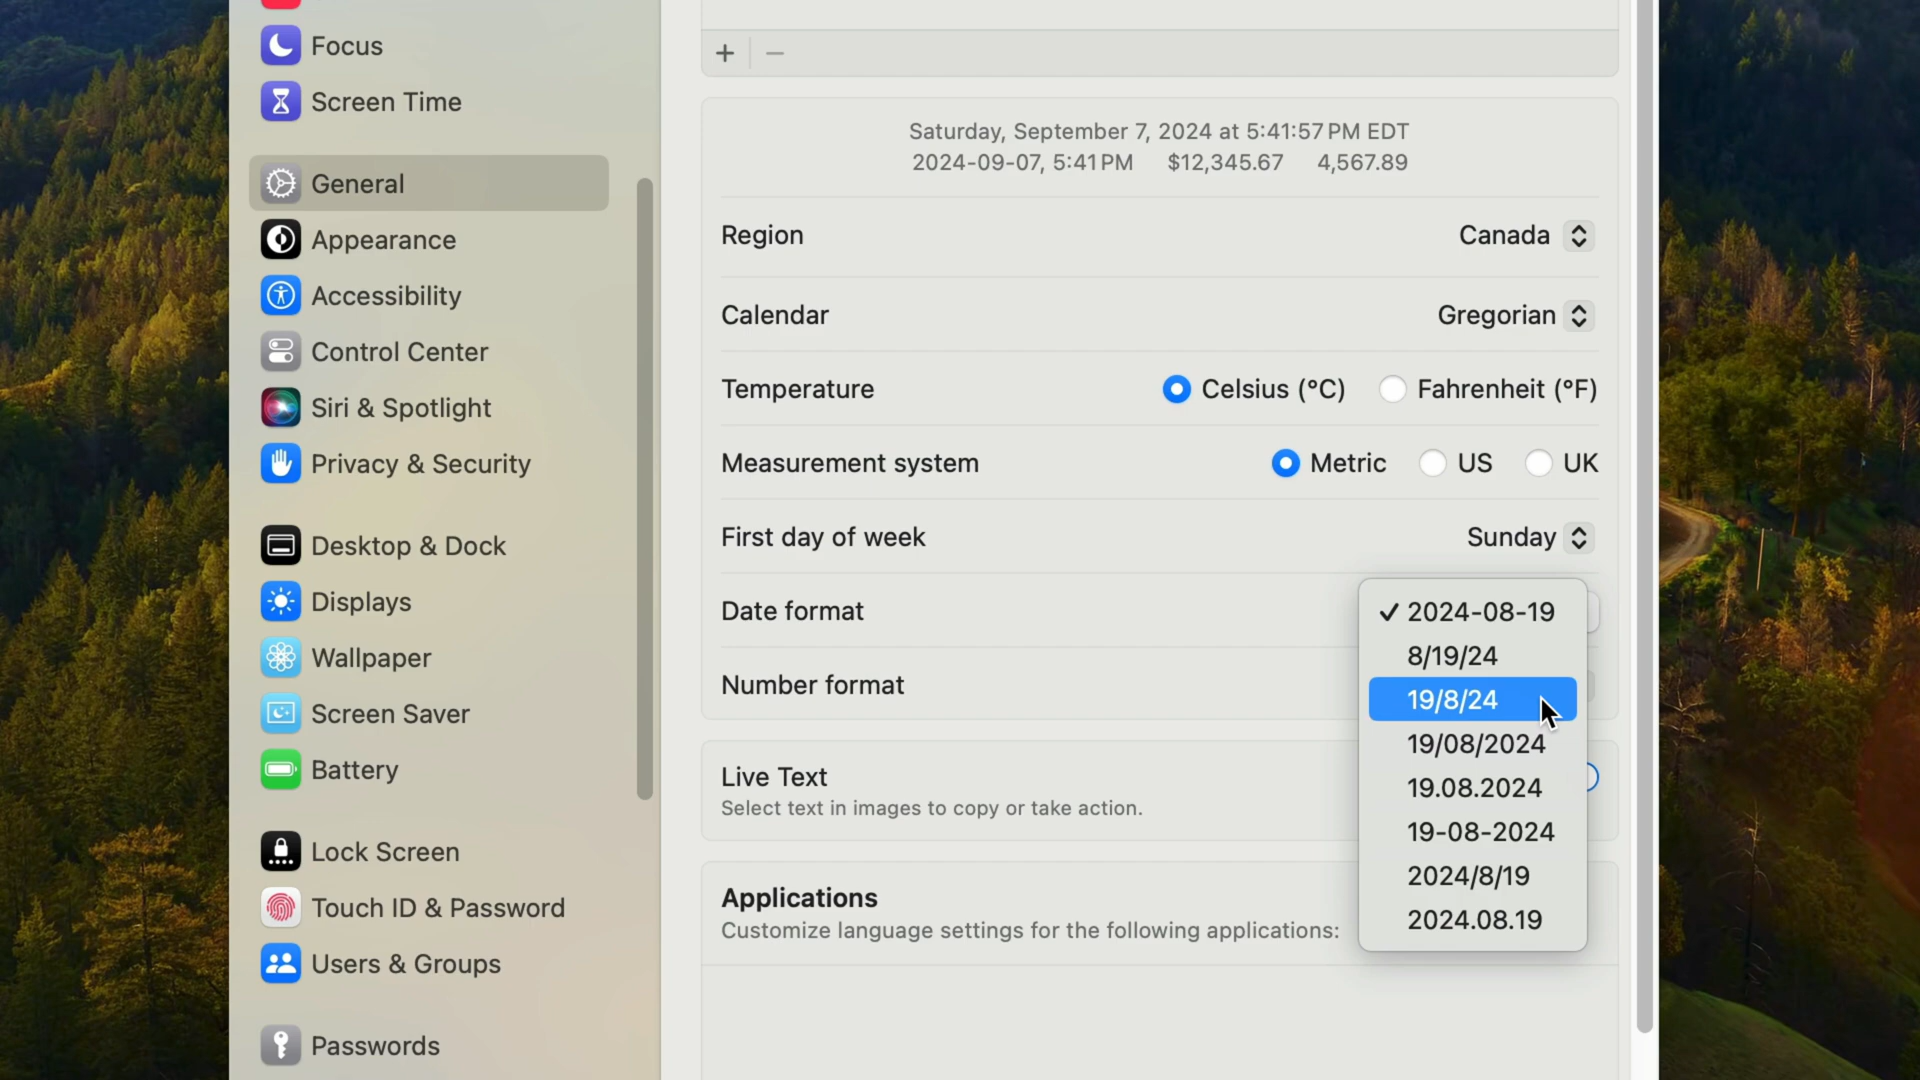 Focus
Screen Time
General
Appearance
Accessibility
Control Center
Siri & Spotlight
Privacy & Security
Desktop & Dock
Displays
Wallpaper
Screen Saver
Battery
Lock Screen
Touch ID & Password
Users & Groups
Passwords
+ −
Saturday, September 7, 2024 at 5:41:57 PM EDT
2024-09-07, 5:41 PM $12,345.67 4,567.89
Region Canada
Calendar Gregorian
Temperature Celsius (°C) Fahrenheit (°F)
Measurement system Metric US UK
First day of week Sunday
Date format ✓ 2024-08-19
8/19/24
Number format 19/8/24
19/08/2024
Live Text 19.08.2024
Select text in images to copy or take action.
19-08-2024
2024/8/19
Applications 2024.08.19
Customize language settings for the following applications: